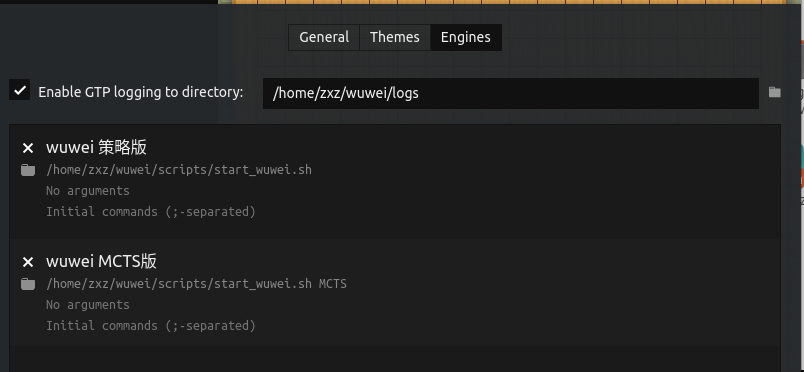 General Themes Engines
Enable GTP logging to directory: /home/zxz/wuwei/logs
wuwei 策略版
/home/zxz/wuwei/scripts/start_wuwei.sh
No arguments
Initial commands (;-separated)
wuwei MCTS版
/home/zxz/wuwei/scripts/start_wuwei.sh MCTS
No arguments
Initial commands (;-separated)